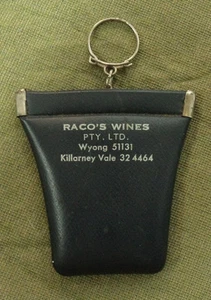 RACO'S WINES
PTY. LTD.
Wyong 51131
Killarney Vale 32 4464